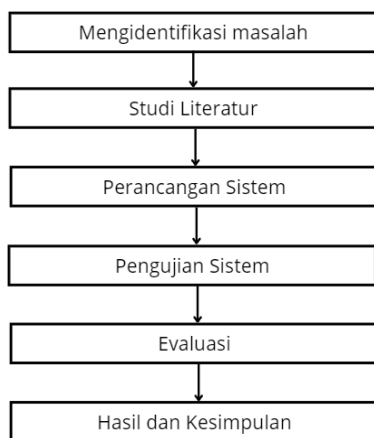 Mengidentifikasi masalah
Studi Literatur
Perancangan Sistem
Pengujian Sistem
Evaluasi
Hasil dan Kesimpulan